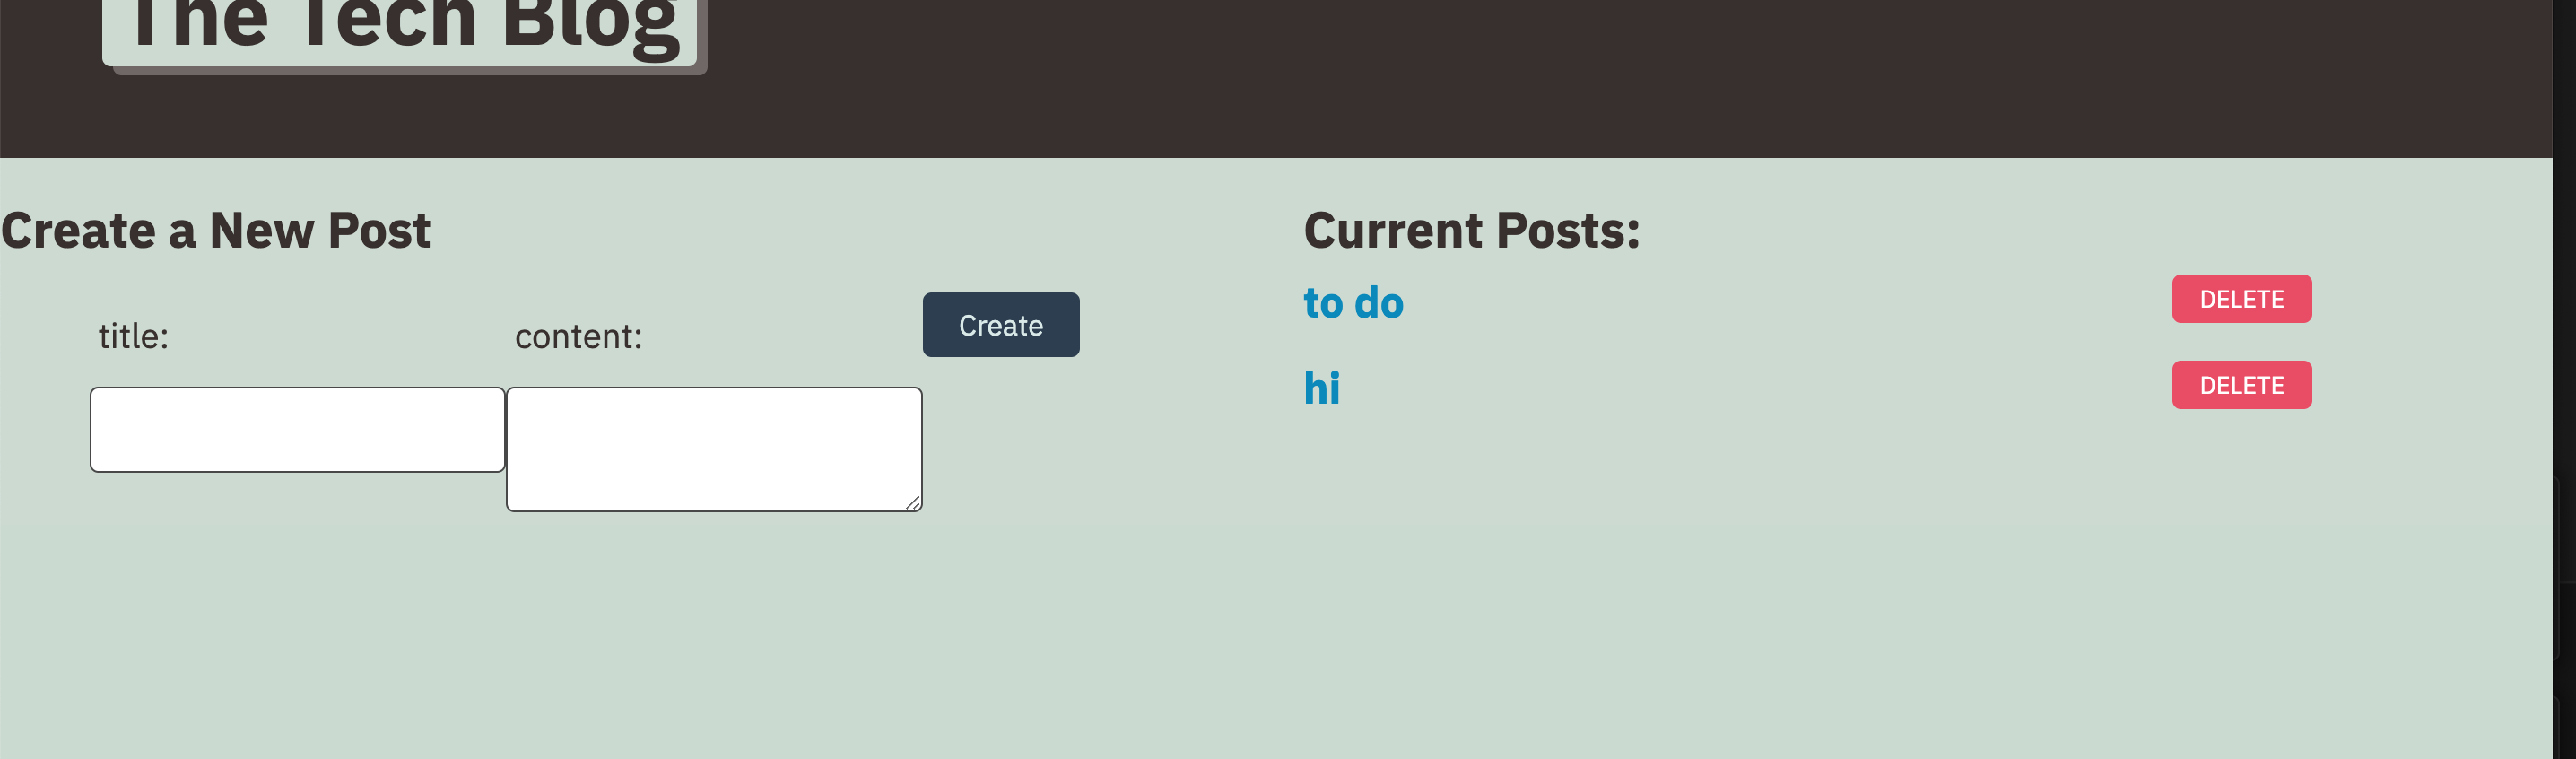 The Tech Blog
Create a New Post
title:
content:
Create
Current Posts:
to do
DELETE
hi
DELETE